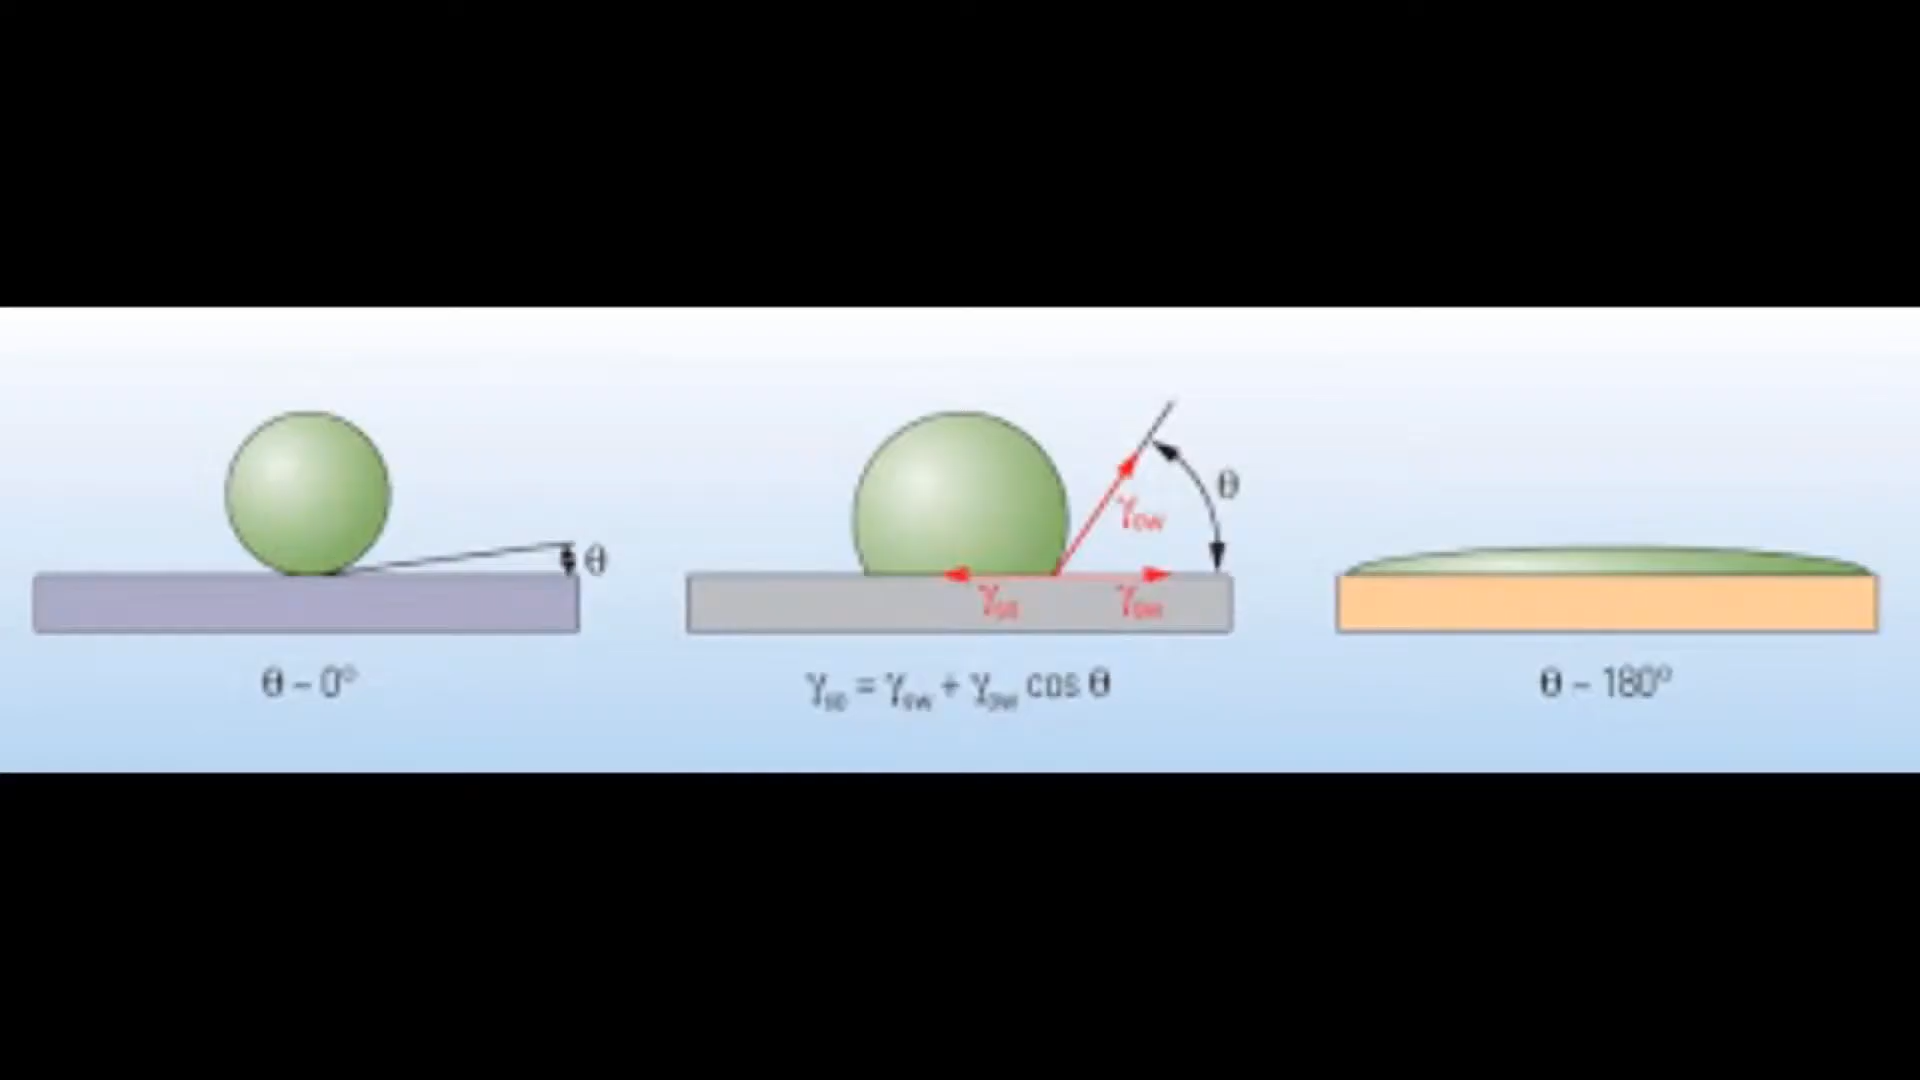 θ
γow
θ
γso
γsw
θ ~ 0°
γso = γsw + γow cos θ
θ ~ 180°